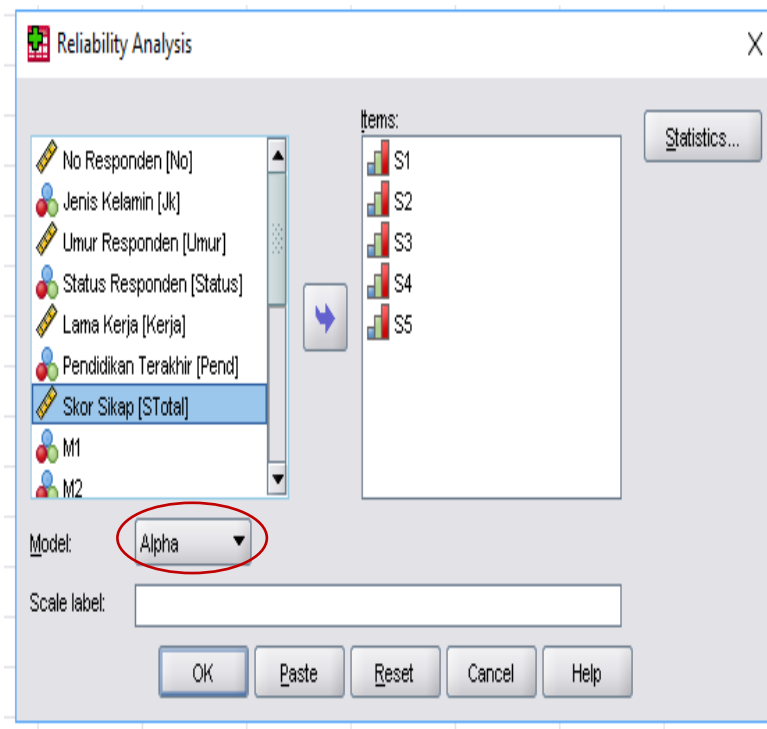 Reliability Analysis
Items:
Statistics...
No Responden [No]
Jenis Kelamin [Jk]
Umur Responden [Umur]
Status Responden [Status]
Lama Kerja [Kerja]
Pendidikan Terakhir [Pend]
Skor Sikap [STotal]
M1
M2
S1
S2
S3
S4
S5
Model:
Alpha
Scale label:
OK
Paste
Reset
Cancel
Help